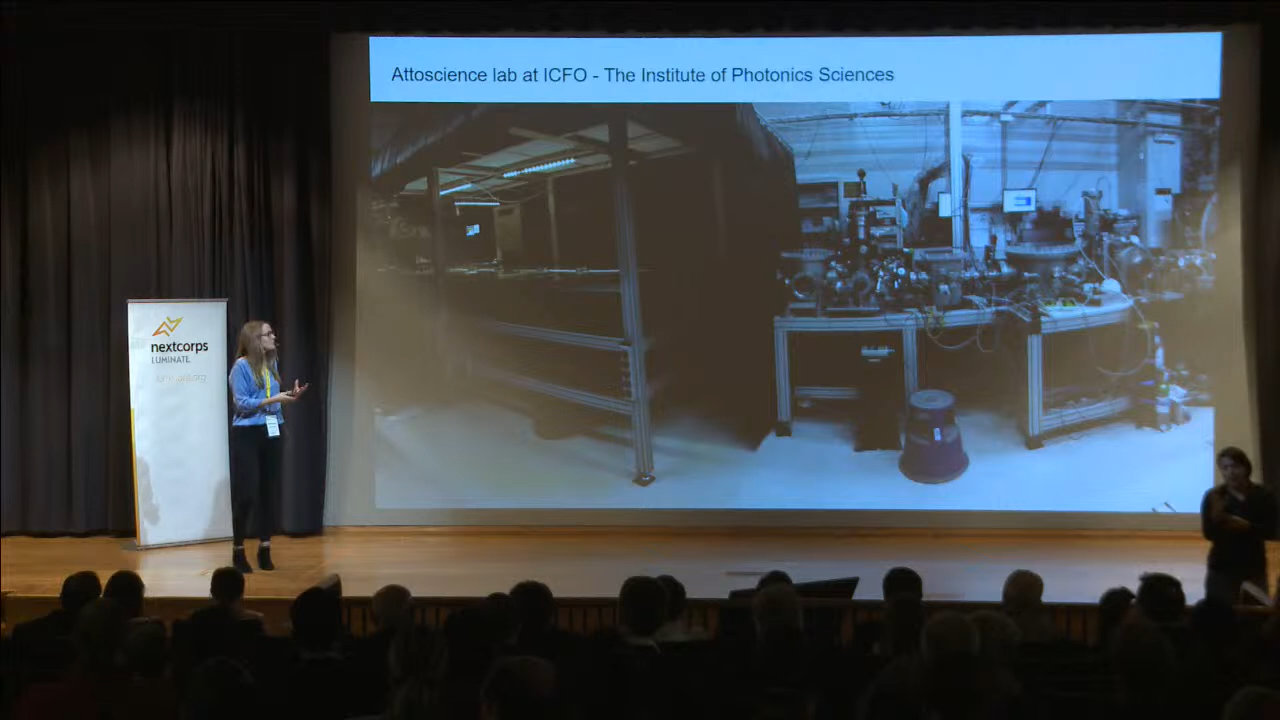 Attoscience lab at ICFO - The Institute of Photonics Sciences
nextcorps
LUMINATE